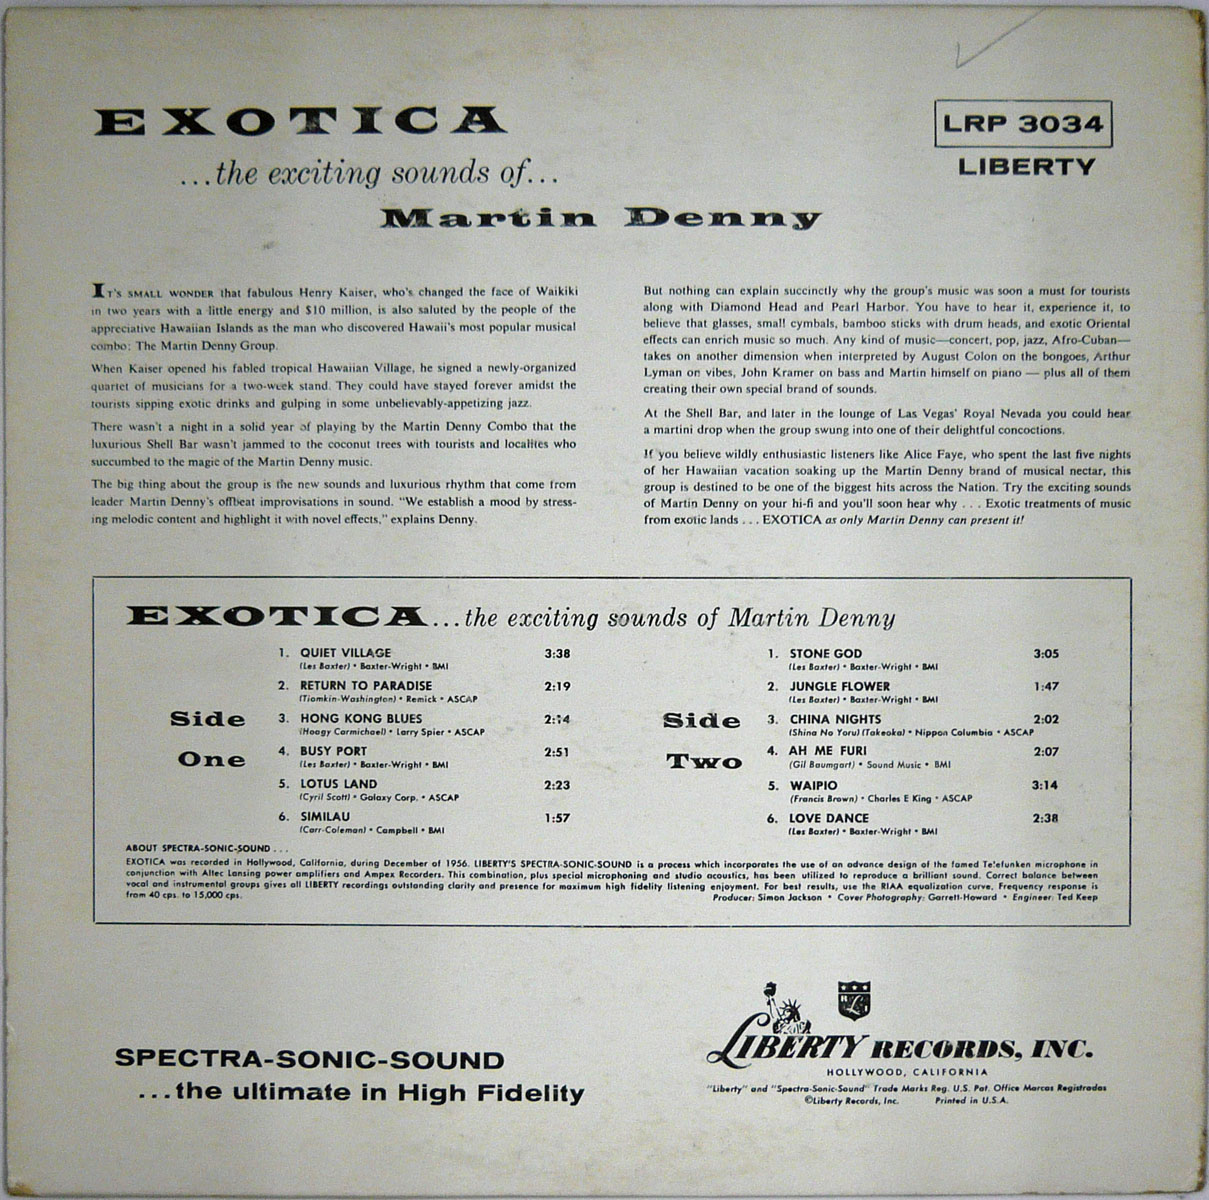 EXOTICA
...the exciting sounds of...
Martin Denny
LRP 3034
LIBERTY
IT'S SMALL WONDER that fabulous Henry Kaiser, who's changed the face of Waikiki
in two years with a little energy and $10 million, is also saluted by the people of the
appreciative Hawaiian Islands as the man who discovered Hawaii's most popular musical
combo: The Martin Denny Group.
When Kaiser opened his fabled tropical Hawaiian Village, he signed a newly-organized
quartet of musicians for a two-week stand. They could have stayed forever amidst the
tourists sipping exotic drinks and gulping in some unbelievably-appetizing jazz.
There wasn't a night in a solid year of playing by the Martin Denny Combo that the
luxurious Shell Bar wasn't jammed to the coconut trees with tourists and localites who
succumbed to the magic of the Martin Denny music.
The big thing about the group is the new sounds and luxurious rhythm that come from
leader Martin Denny's offbeat improvisations in sound. "We establish a mood by stress-
ing melodic content and highlight it with novel effects," explains Denny.
But nothing can explain succinctly why the group's music was soon a must for tourists
along with Diamond Head and Pearl Harbor. You have to hear it, experience it, to
believe that glasses, small cymbals, bamboo sticks with drum heads, and exotic Oriental
effects can enrich music so much. Any kind of music—concert, pop, jazz, Afro-Cuban—
takes on another dimension when interpreted by August Colon on the bongoes, Arthur
Lyman on vibes, John Kramer on bass and Martin himself on piano — plus all of them
creating their own special brand of sounds.
At the Shell Bar, and later in the lounge of Las Vegas' Royal Nevada you could hear
a martini drop when the group swung into one of their delightful concoctions.
If you believe wildly enthusiastic listeners like Alice Faye, who spent the last five nights
of her Hawaiian vacation soaking up the Martin Denny brand of musical nectar, this
group is destined to be one of the biggest hits across the Nation. Try the exciting sounds
of Martin Denny on your hi-fi and you'll soon hear why . . . Exotic treatments of music
from exotic lands . . . EXOTICA as only Martin Denny can present it!
EXOTICA...the exciting sounds of Martin Denny
Side One
1. QUIET VILLAGE 3:38
(Les Baxter) • Baxter-Wright • BMI
2. RETURN TO PARADISE 2:19
(Tiomkin-Washington) • Remick • ASCAP
3. HONG KONG BLUES 2:14
(Hoagy Carmichael) • Larry Spier • ASCAP
4. BUSY PORT 2:51
(Les Baxter) • Baxter-Wright • BMI
5. LOTUS LAND 2:23
(Cyril Scott) • Galaxy Corp. • ASCAP
6. SIMILAU 1:57
(Carr-Coleman) • Campbell • BMI
Side Two
1. STONE GOD 3:05
(Les Baxter) • Baxter-Wright • BMI
2. JUNGLE FLOWER 1:47
(Les Baxter) • Baxter-Wright • BMI
3. CHINA NIGHTS 2:02
(Shina No Yoru) (Takeoka) • Nippon Columbia • ASCAP
4. AH ME FURI 2:07
(Gil Baumgart) • Sound Music • BMI
5. WAIPIO 3:14
(Francis Brown) • Charles E King • ASCAP
6. LOVE DANCE 2:38
(Les Baxter) • Baxter-Wright • BMI
ABOUT SPECTRA-SONIC-SOUND . . .
EXOTICA was recorded in Hollywood, California, during December of 1956. LIBERTY'S SPECTRA-SONIC-SOUND is a process which incorporates the use of an advance design of the famed Telefunken microphone in
conjunction with Altec Lansing power amplifiers and Ampex Recorders. This combination, plus special microphoning and studio acoustics, has been utilized to reproduce a brilliant sound. Correct balance between
vocal and instrumental groups gives all LIBERTY recordings outstanding clarity and presence for maximum high fidelity listening enjoyment. For best results, use the RIAA equalization curve. Frequency response is
from 40 cps. to 15,000 cps.
Producer: Simon Jackson • Cover Photography: Garrett-Howard • Engineer: Ted Keep
SPECTRA-SONIC-SOUND
...the ultimate in High Fidelity
LIBERTY RECORDS, INC.
HOLLYWOOD, CALIFORNIA
"Liberty" and "Spectra-Sonic-Sound" Trade Marks Reg. U.S. Pat. Office Marcas Registradas
©Liberty Records, Inc. Printed in U.S.A.